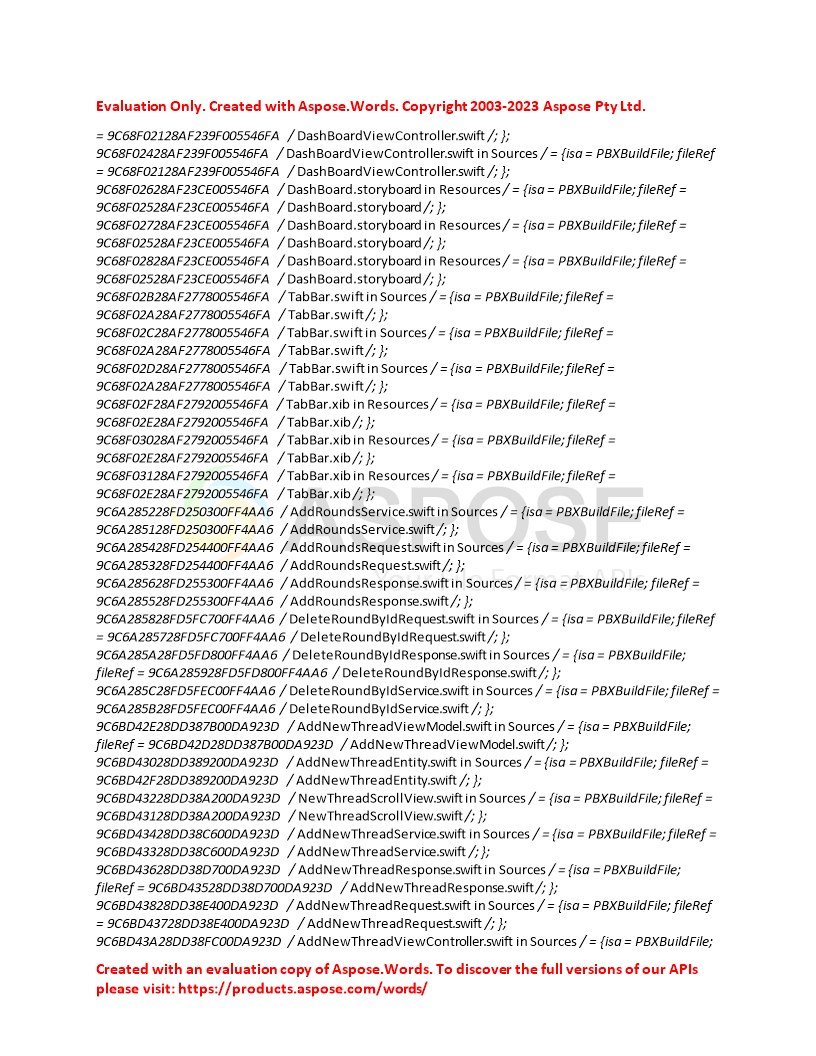 Evaluation Only. Created with Aspose.Words. Copyright 2003-2023 Aspose Pty Ltd.
= 9C68F02128AF239F005546FA / DashBoardViewController.swift /; };
9C68F02428AF239F005546FA / DashBoardViewController.swift in Sources / = {isa = PBXBuildFile; fileRef
= 9C68F02128AF239F005546FA / DashBoardViewController.swift /; };
9C68F02628AF23CE005546FA / DashBoard.storyboard in Resources / = {isa = PBXBuildFile; fileRef =
9C68F02528AF23CE005546FA / DashBoard.storyboard /; };
9C68F02728AF23CE005546FA / DashBoard.storyboard in Resources / = {isa = PBXBuildFile; fileRef =
9C68F02528AF23CE005546FA / DashBoard.storyboard /; };
9C68F02828AF23CE005546FA / DashBoard.storyboard in Resources / = {isa = PBXBuildFile; fileRef =
9C68F02528AF23CE005546FA / DashBoard.storyboard /; };
9C68F02B28AF2778005546FA / TabBar.swift in Sources / = {isa = PBXBuildFile; fileRef =
9C68F02A28AF2778005546FA / TabBar.swift /; };
9C68F02C28AF2778005546FA / TabBar.swift in Sources / = {isa = PBXBuildFile; fileRef =
9C68F02A28AF2778005546FA / TabBar.swift /; };
9C68F02D28AF2778005546FA / TabBar.swift in Sources / = {isa = PBXBuildFile; fileRef =
9C68F02A28AF2778005546FA / TabBar.swift /; };
9C68F02F28AF2792005546FA / TabBar.xib in Resources / = {isa = PBXBuildFile; fileRef =
9C68F02E28AF2792005546FA / TabBar.xib /; };
9C68F03028AF2792005546FA / TabBar.xib in Resources / = {isa = PBXBuildFile; fileRef =
9C68F02E28AF2792005546FA / TabBar.xib /; };
9C68F03128AF2792005546FA / TabBar.xib in Resources / = {isa = PBXBuildFile; fileRef =
9C68F02E28AF2792005546FA / TabBar.xib /; };
9C6A285228FD250300FF4AA6 / AddRoundsService.swift in Sources / = {isa = PBXBuildFile; fileRef =
9C6A285128FD250300FF4AA6 / AddRoundsService.swift /; };
9C6A285428FD254400FF4AA6 / AddRoundsRequest.swift in Sources / = {isa = PBXBuildFile; fileRef =
9C6A285328FD254400FF4AA6 / AddRoundsRequest.swift /; };
9C6A285628FD255300FF4AA6 / AddRoundsResponse.swift in Sources / = {isa = PBXBuildFile; fileRef =
9C6A285528FD255300FF4AA6 / AddRoundsResponse.swift /; };
9C6A285828FD5FC700FF4AA6 / DeleteRoundByIdRequest.swift in Sources / = {isa = PBXBuildFile; fileRef
= 9C6A285728FD5FC700FF4AA6 / DeleteRoundByIdRequest.swift /; };
9C6A285A28FD5FD800FF4AA6 / DeleteRoundByIdResponse.swift in Sources / = {isa = PBXBuildFile;
fileRef = 9C6A285928FD5FD800FF4AA6 / DeleteRoundByIdResponse.swift /; };
9C6A285C28FD5FEC00FF4AA6 / DeleteRoundByIdService.swift in Sources / = {isa = PBXBuildFile; fileRef =
9C6A285B28FD5FEC00FF4AA6 / DeleteRoundByIdService.swift /; };
9C6BD42E28DD387B00DA923D / AddNewThreadViewModel.swift in Sources / = {isa = PBXBuildFile;
fileRef = 9C6BD42D28DD387B00DA923D / AddNewThreadViewModel.swift /; };
9C6BD43028DD389200DA923D / AddNewThreadEntity.swift in Sources / = {isa = PBXBuildFile; fileRef =
9C6BD42F28DD389200DA923D / AddNewThreadEntity.swift /; };
9C6BD43228DD38A200DA923D / NewThreadScrollView.swift in Sources / = {isa = PBXBuildFile; fileRef =
9C6BD43128DD38A200DA923D / NewThreadScrollView.swift /; };
9C6BD43428DD38C600DA923D / AddNewThreadService.swift in Sources / = {isa = PBXBuildFile; fileRef =
9C6BD43328DD38C600DA923D / AddNewThreadService.swift /; };
9C6BD43628DD38D700DA923D / AddNewThreadResponse.swift in Sources / = {isa = PBXBuildFile;
fileRef = 9C6BD43528DD38D700DA923D / AddNewThreadResponse.swift /; };
9C6BD43828DD38E400DA923D / AddNewThreadRequest.swift in Sources / = {isa = PBXBuildFile; fileRef
= 9C6BD43728DD38E400DA923D / AddNewThreadRequest.swift /; };
9C6BD43A28DD38FC00DA923D / AddNewThreadViewController.swift in Sources / = {isa = PBXBuildFile;
ASPOSE
Your File Format APIs
Created with an evaluation copy of Aspose.Words. To discover the full versions of our APIs
please visit: https://products.aspose.com/words/